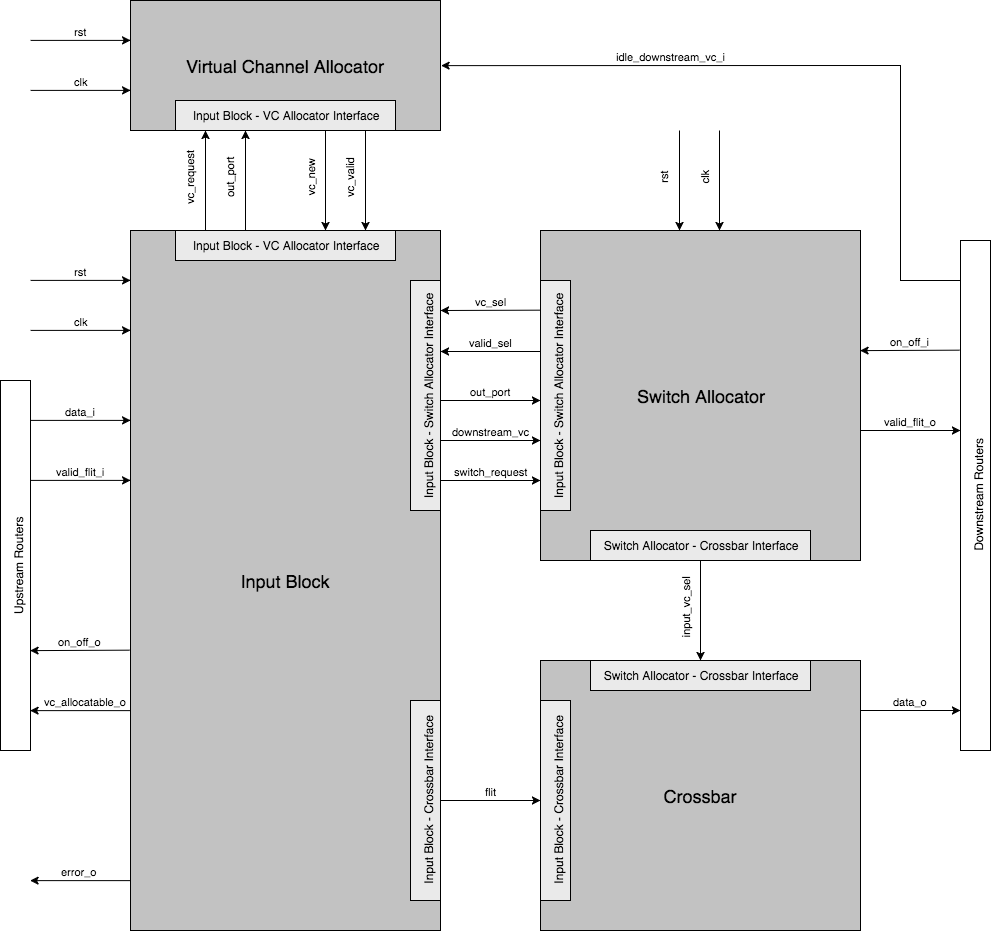 rst
clk
Virtual Channel Allocator
Input Block - VC Allocator Interface
idle_downstream_vc_i
vc_request
out_port
vc_new
vc_valid
rst
clk
Input Block - VC Allocator Interface
rst
clk
data_i
valid_flit_i
Upstream Routers
on_off_o
vc_allocatable_o
error_o
Input Block
Input Block - Switch Allocator Interface
vc_sel
valid_sel
out_port
downstream_vc
switch_request
Input Block - Switch Allocator Interface
Switch Allocator
on_off_i
valid_flit_o
Downstream Routers
Switch Allocator - Crossbar Interface
input_vc_sel
Switch Allocator - Crossbar Interface
Input Block - Crossbar Interface
flit
Input Block - Crossbar Interface
Crossbar
data_o